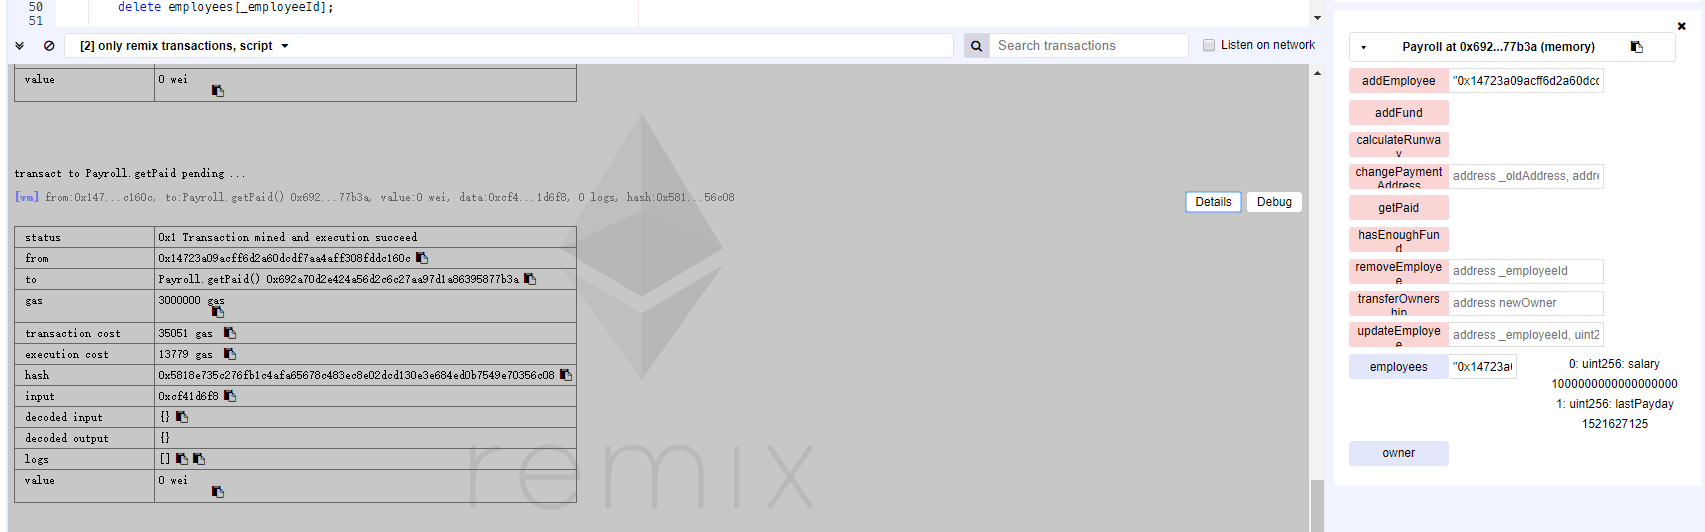 50 delete employees[_employeeId];
51
[2] only remix transactions, script
Search transactions
Listen on network
value 0 wei
transact to Payroll.getPaid pending ...
[vm] from:0x147...c160c, to:Payroll.getPaid() 0x692...77b3a, value:0 wei, data:0xcf4...1d6f8, 0 logs, hash:0x581...56c08
Details
Debug
status 0x1 Transaction mined and execution succeed
from 0x14723a09acff6d2a60dcdf7aa4aff308fddc160c
to Payroll.getPaid() 0x692a70d2e424a56d2c6c27aa97d1a86395877b3a
gas 3000000 gas
transaction cost 35051 gas
execution cost 13779 gas
hash 0x5818e735c276fb1c4afa65678c483ec8e02dcd130e3e684ed0b7549e70356c08
input 0xcf41d6f8
decoded input {}
decoded output {}
logs []
value 0 wei
remix
Payroll at 0x692...77b3a (memory)
addEmployee "0x14723a09acff6d2a60dcc
addFund
calculateRunway
changePaymentAddress address _oldAddress, addre
getPaid
hasEnoughFund
removeEmployee address _employeeId
transferOwnership address newOwner
updateEmployee address _employeeId, uint2
employees "0x14723a
0: uint256: salary
1000000000000000000
1: uint256: lastPayday
1521627125
owner